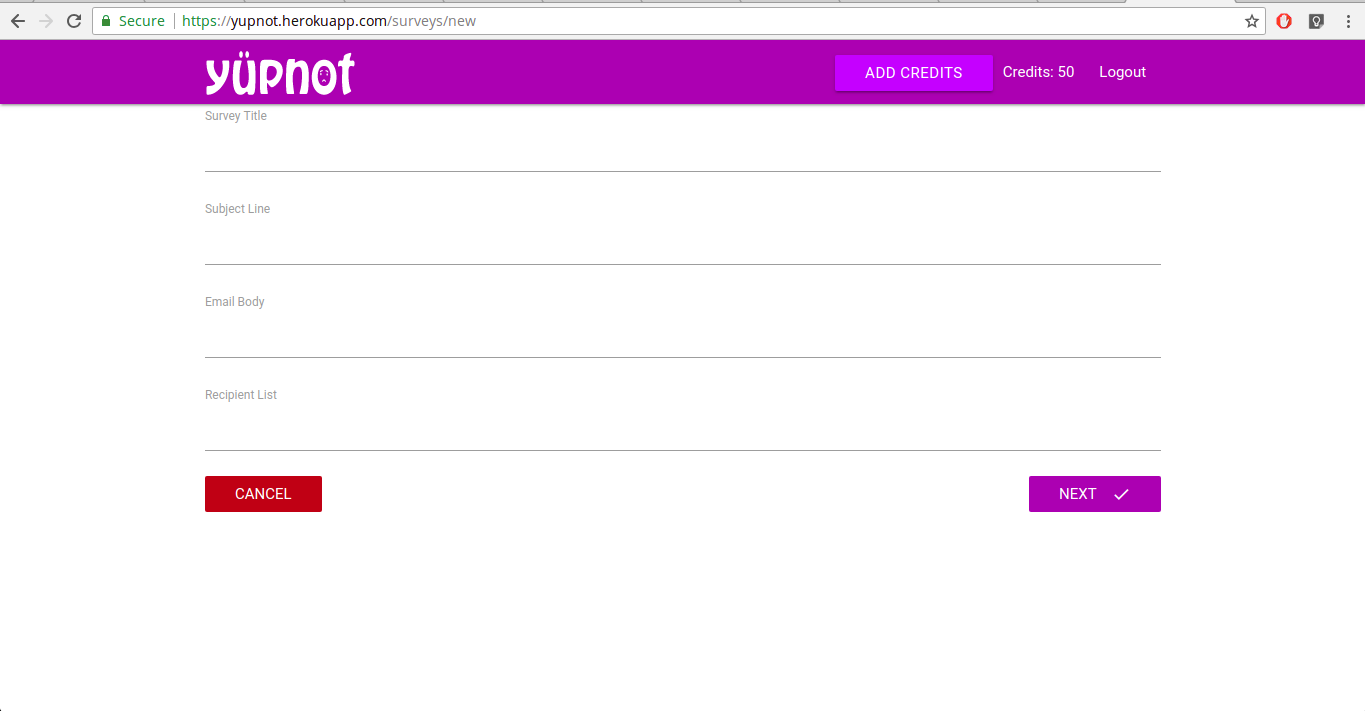 Secure https://yupnot.herokuapp.com/surveys/new
yüpnot ADD CREDITS Credits: 50 Logout
Survey Title
Subject Line
Email Body
Recipient List
CANCEL NEXT